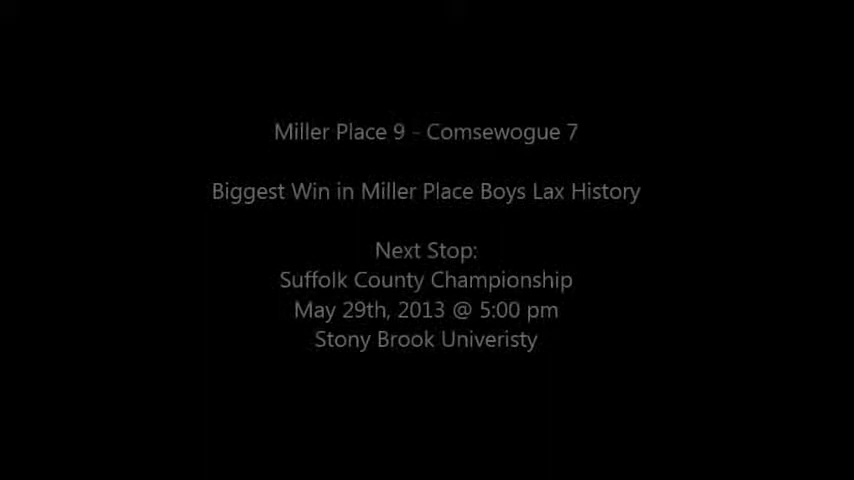 Miller Place 9 - Comsewogue 7
Biggest Win in Miller Place Boys Lax History
Next Stop:
Suffolk County Championship
May 29th, 2013 @ 5:00 pm
Stony Brook Univeristy